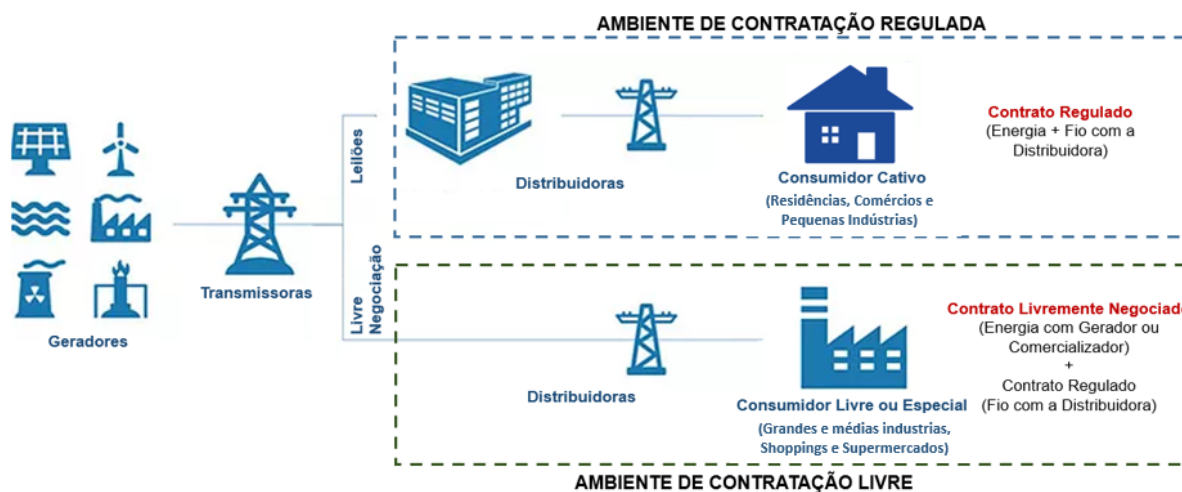 AMBIENTE DE CONTRATAÇÃO REGULADA
Geradores
Transmissoras
Leilões
Livre
Negociação
Distribuidoras
Consumidor Cativo
(Residências, Comércios e
Pequenas Indústrias)
Contrato Regulado
(Energia + Fio com a
Distribuidora)
Distribuidoras
Consumidor Livre ou Especial
(Grandes e médias industrias,
Shoppings e Supermercados)
Contrato Livremente Negociado
(Energia com Gerador ou
Comercializador)
+
Contrato Regulado
(Fio com a Distribuidora)
AMBIENTE DE CONTRATAÇÃO LIVRE